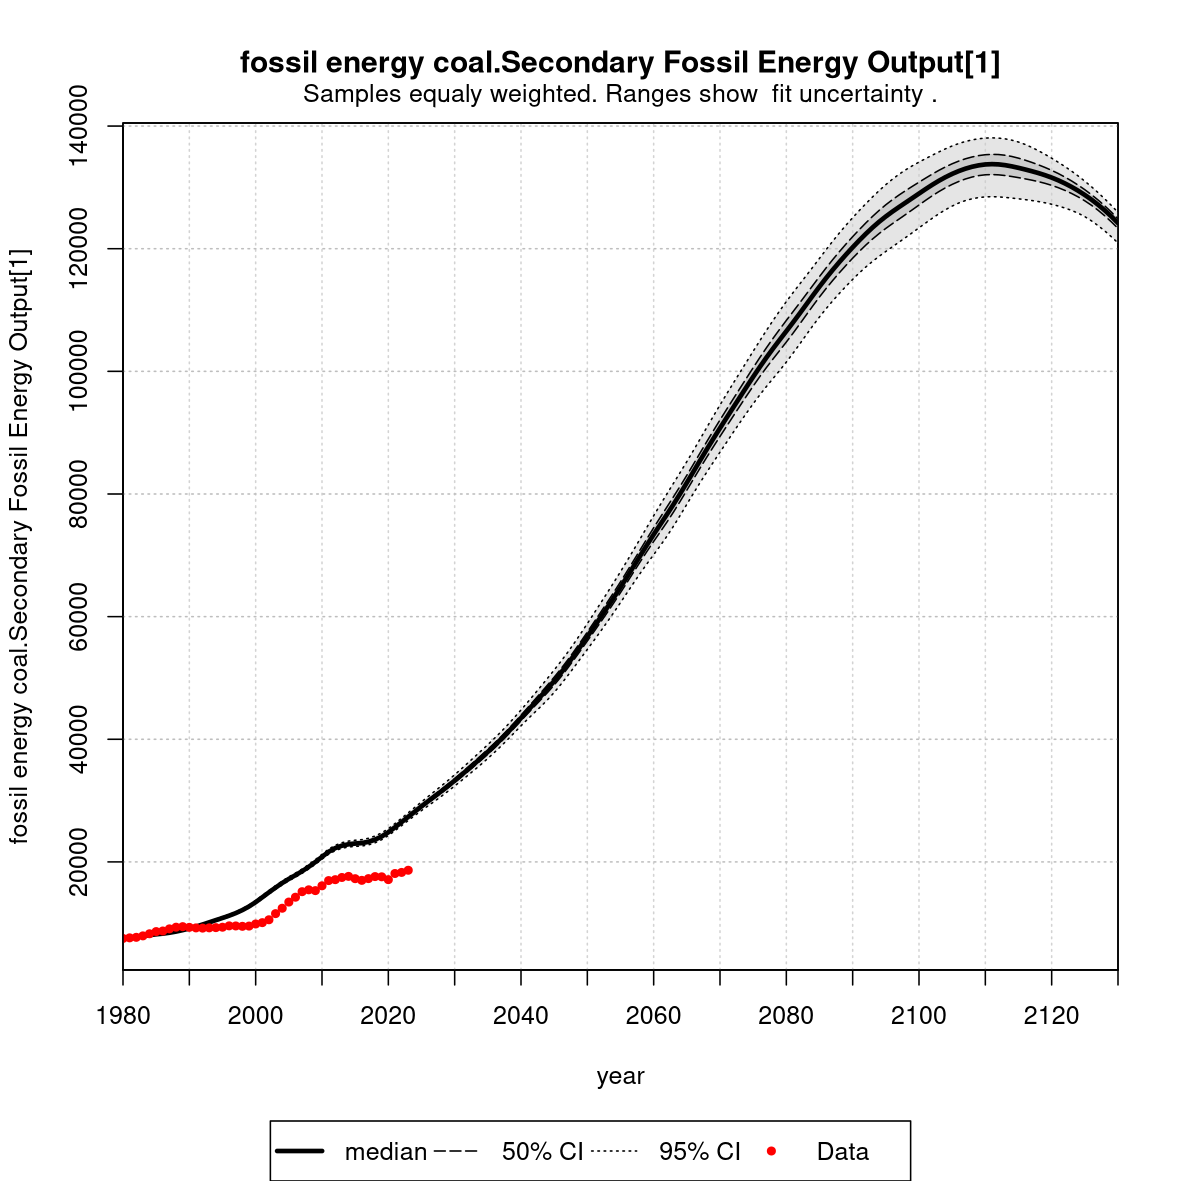 fossil energy coal.Secondary Fossil Energy Output[1]
Samples equaly weighted. Ranges show  fit uncertainty .
fossil energy coal.Secondary Fossil Energy Output[1]
140000
120000
100000
80000
60000
40000
20000
1980 2000 2020 2040 2060 2080 2100 2120
year
median 50% CI 95% CI Data